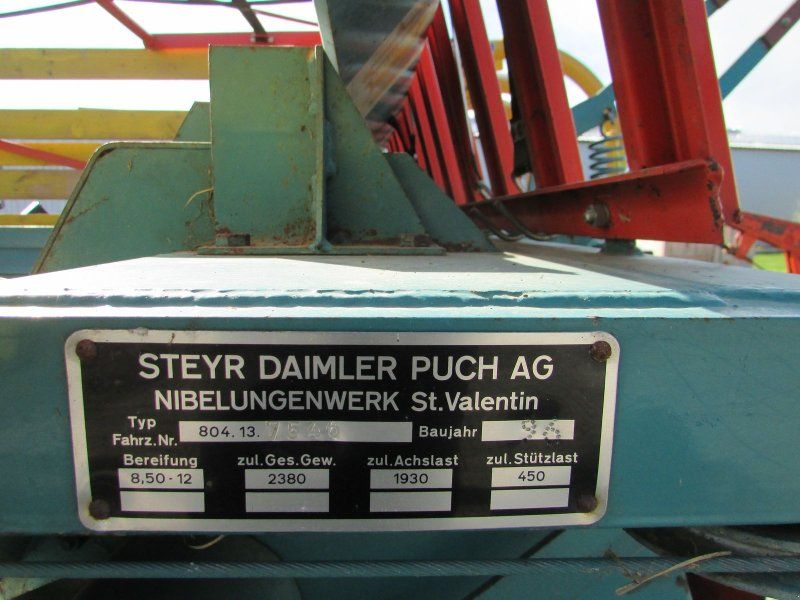 STEYR DAIMLER PUCH AG
NIBELUNGENWERK St.Valentin
Typ
Fahrz.Nr. 804.13. Baujahr
Bereifung zul.Ges.Gew. zul.Achslast zul.Stützlast
8,50-12 2380 1930 450